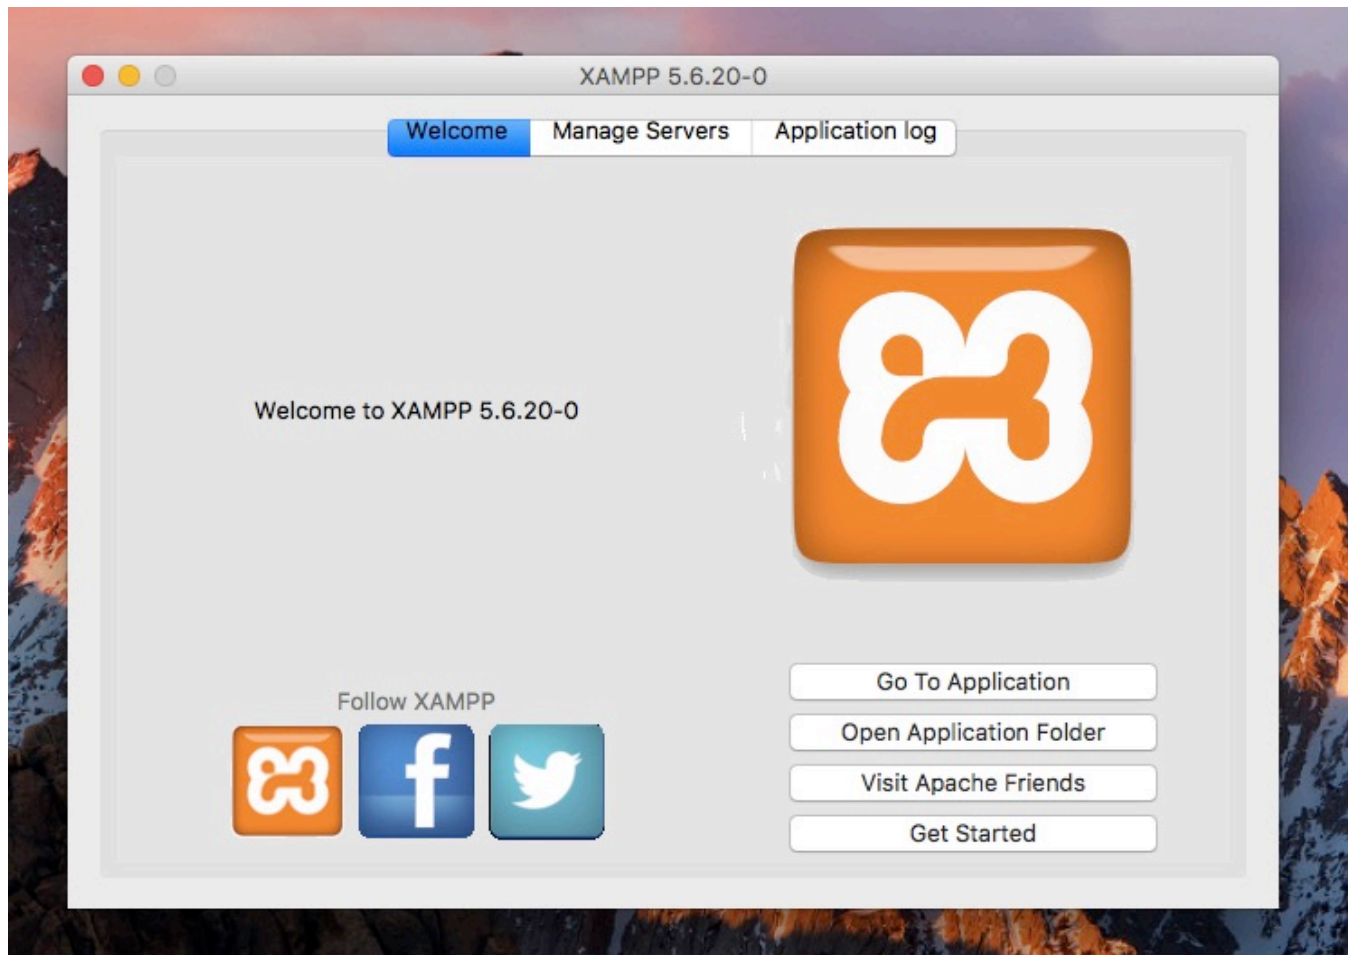 XAMPP 5.6.20-0
Welcome Manage Servers Application log
Welcome to XAMPP 5.6.20-0
Follow XAMPP
f
Go To Application
Open Application Folder
Visit Apache Friends
Get Started